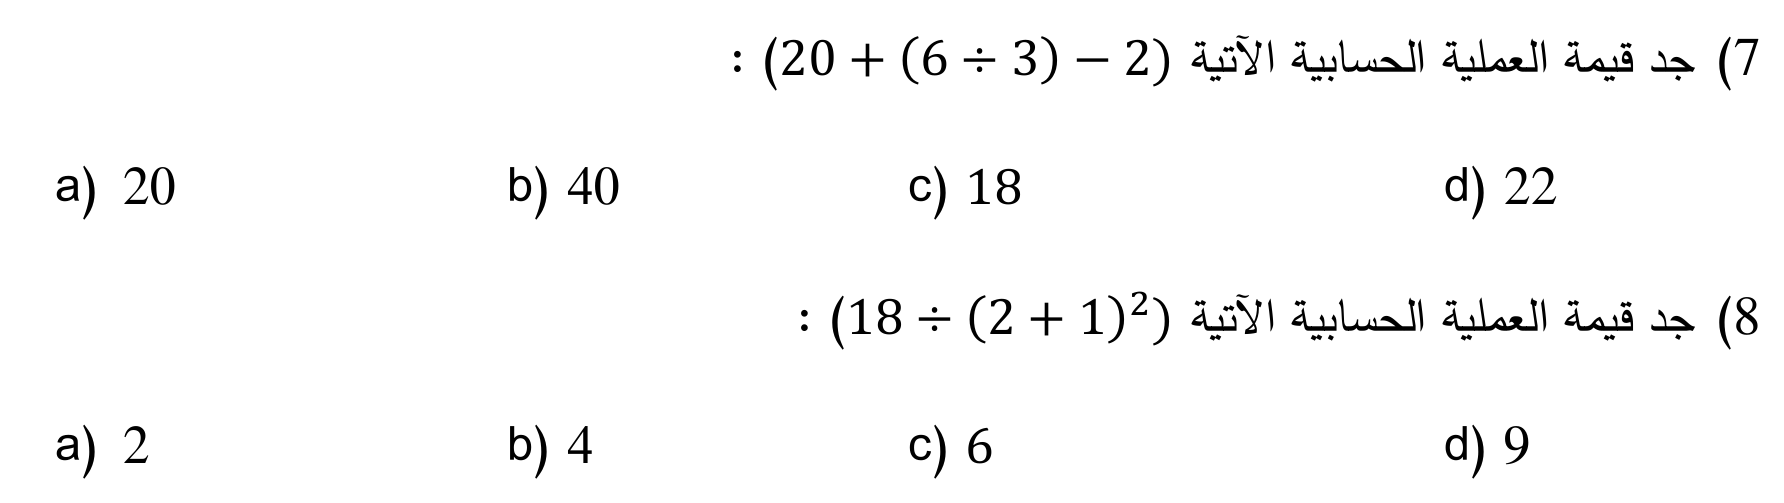 7) جد قيمة العملية الحسابية الآتية (20 + (6 ÷ 3) − 2) :
a) 20 b) 40 c) 18 d) 22
8) جد قيمة العملية الحسابية الآتية (18 ÷ (2 + 1)²) :
a) 2 b) 4 c) 6 d) 9